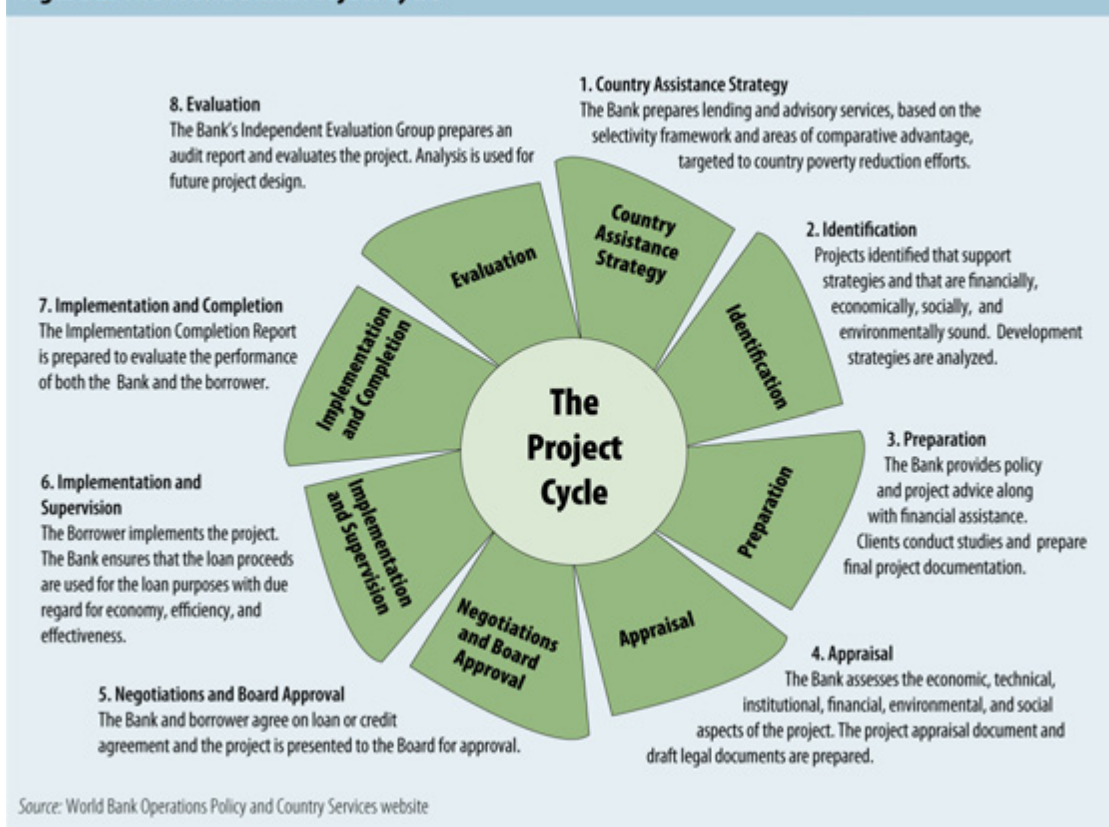 1. Country Assistance Strategy
The Bank prepares lending and advisory services, based on the
selectivity framework and areas of comparative advantage,
targeted to country poverty reduction efforts.
2. Identification
Projects identified that support
strategies and that are financially,
economically, socially, and
environmentally sound. Development
strategies are analyzed.
3. Preparation
The Bank provides policy
and project advice along
with financial assistance.
Clients conduct studies and prepare
final project documentation.
4. Appraisal
The Bank assesses the economic, technical,
institutional, financial, environmental, and social
aspects of the project. The project appraisal document and
draft legal documents are prepared.
5. Negotiations and Board Approval
The Bank and borrower agree on loan or credit
agreement and the project is presented to the Board for approval.
6. Implementation and
Supervision
The Borrower implements the project.
The Bank ensures that the loan proceeds
are used for the loan purposes with due
regard for economy, efficiency, and
effectiveness.
7. Implementation and Completion
The Implementation Completion Report
is prepared to evaluate the performance
of both the Bank and the borrower.
8. Evaluation
The Bank's Independent Evaluation Group prepares an
audit report and evaluates the project. Analysis is used for
future project design.
Country
Assistance
Strategy
Identification
Preparation
Appraisal
Negotiations
and Board
Approval
Implementation
and Supervision
Implementation
and Completion
Evaluation
The
Project
Cycle
Source: World Bank Operations Policy and Country Services website